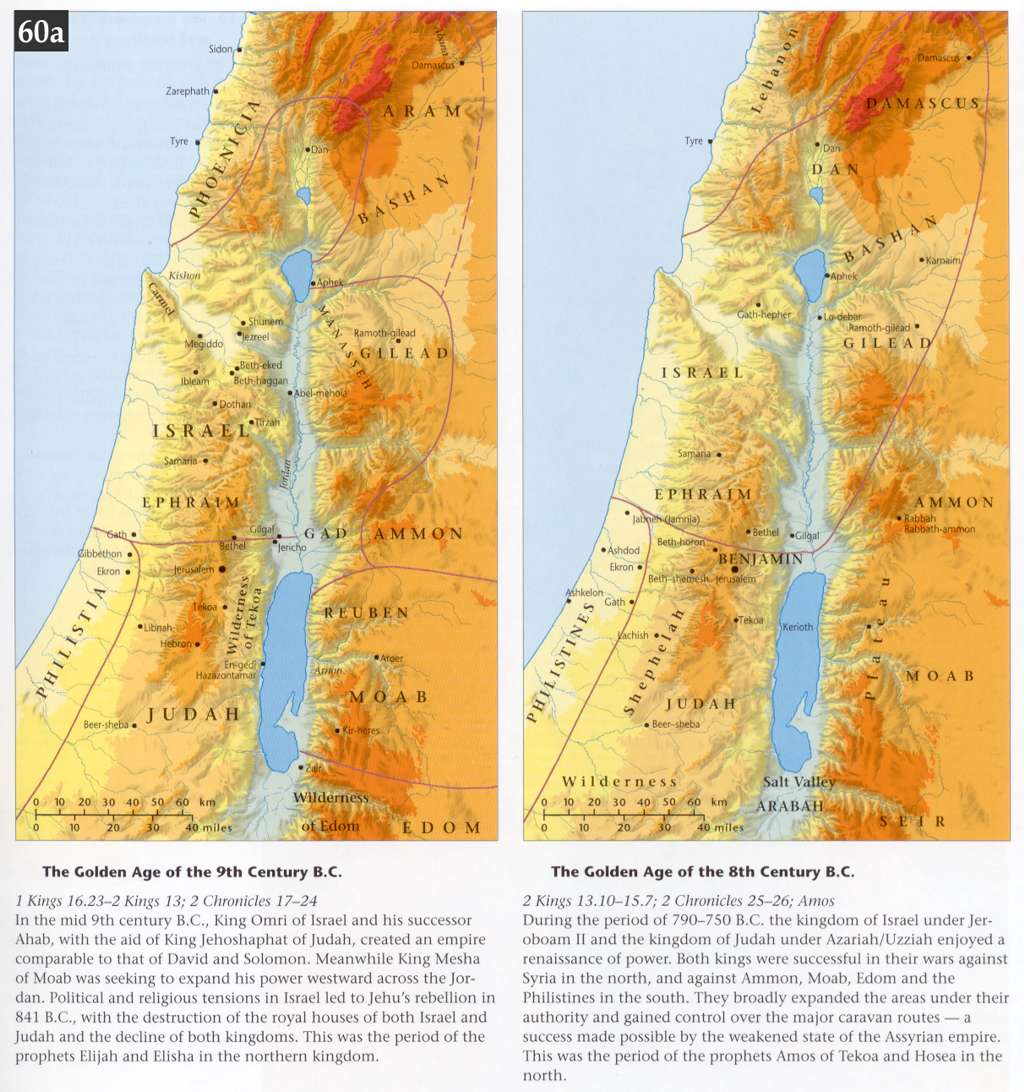 60a
Sidon
Abana
Damascus
Zarephath
ARAM
Tyre
PHOENICIA
Dan
BASHAN
Kishon
Carmel
Aphek
MANASSEH
Shunem
Jezreel
Megiddo
Ramoth-gilead
GILEAD
Beth-eked
Beth-haggan
Ibleam
Abel-mehola
Dothan
Tirzah
ISRAEL
Samaria
Jordan
EPHRAIM
Gath
Gilgal
GAD
AMMON
Bethel
Jericho
Gibbethon
Ekron
Jerusalem
PHILISTIA
Wilderness
of Tekoa
Tekoa
REUBEN
Libnah
Hebron
En-gedi
Hazazontamar
Arnon
Aroer
MOAB
JUDAH
Beer-sheba
Kir-heres
Zair
Wilderness
of Edom
EDOM
0 10 20 30 40 50 60 km
0 10 20 30 40 miles
Lebanon
Damascus
DAMASCUS
Tyre
Dan
DAN
BASHAN
Karnaim
Aphek
Gath-hepher
Lo-debar
Ramoth-gilead
GILEAD
ISRAEL
Samaria
EPHRAIM
AMMON
Jabneh (Jamnia)
Rabbah
Rabbath-ammon
Bethel
Gilgal
Beth-horon
Ashdod
BENJAMIN
Ekron
Beth-shemesh
Jerusalem
Ashkelon
Gath
PHILISTINES
Shephelah
Tekoa
Kerioth
Plateau
Lachish
MOAB
JUDAH
Beer-sheba
Wilderness
Salt Valley
ARABAH
SEIR
0 10 20 30 40 50 60 km
0 10 20 30 40 miles
The Golden Age of the 9th Century B.C.
1 Kings 16.23–2 Kings 13; 2 Chronicles 17–24
In the mid 9th century B.C., King Omri of Israel and his successor
Ahab, with the aid of King Jehoshaphat of Judah, created an empire
comparable to that of David and Solomon. Meanwhile King Mesha
of Moab was seeking to expand his power westward across the Jor-
dan. Political and religious tensions in Israel led to Jehu's rebellion in
841 B.C., with the destruction of the royal houses of both Israel and
Judah and the decline of both kingdoms. This was the period of the
prophets Elijah and Elisha in the northern kingdom.
The Golden Age of the 8th Century B.C.
2 Kings 13.10–15.7; 2 Chronicles 25–26; Amos
During the period of 790–750 B.C. the kingdom of Israel under Jer-
oboam II and the kingdom of Judah under Azariah/Uzziah enjoyed a
renaissance of power. Both kings were successful in their wars against
Syria in the north, and against Ammon, Moab, Edom and the
Philistines in the south. They broadly expanded the areas under their
authority and gained control over the major caravan routes — a
success made possible by the weakened state of the Assyrian empire.
This was the period of the prophets Amos of Tekoa and Hosea in the
north.